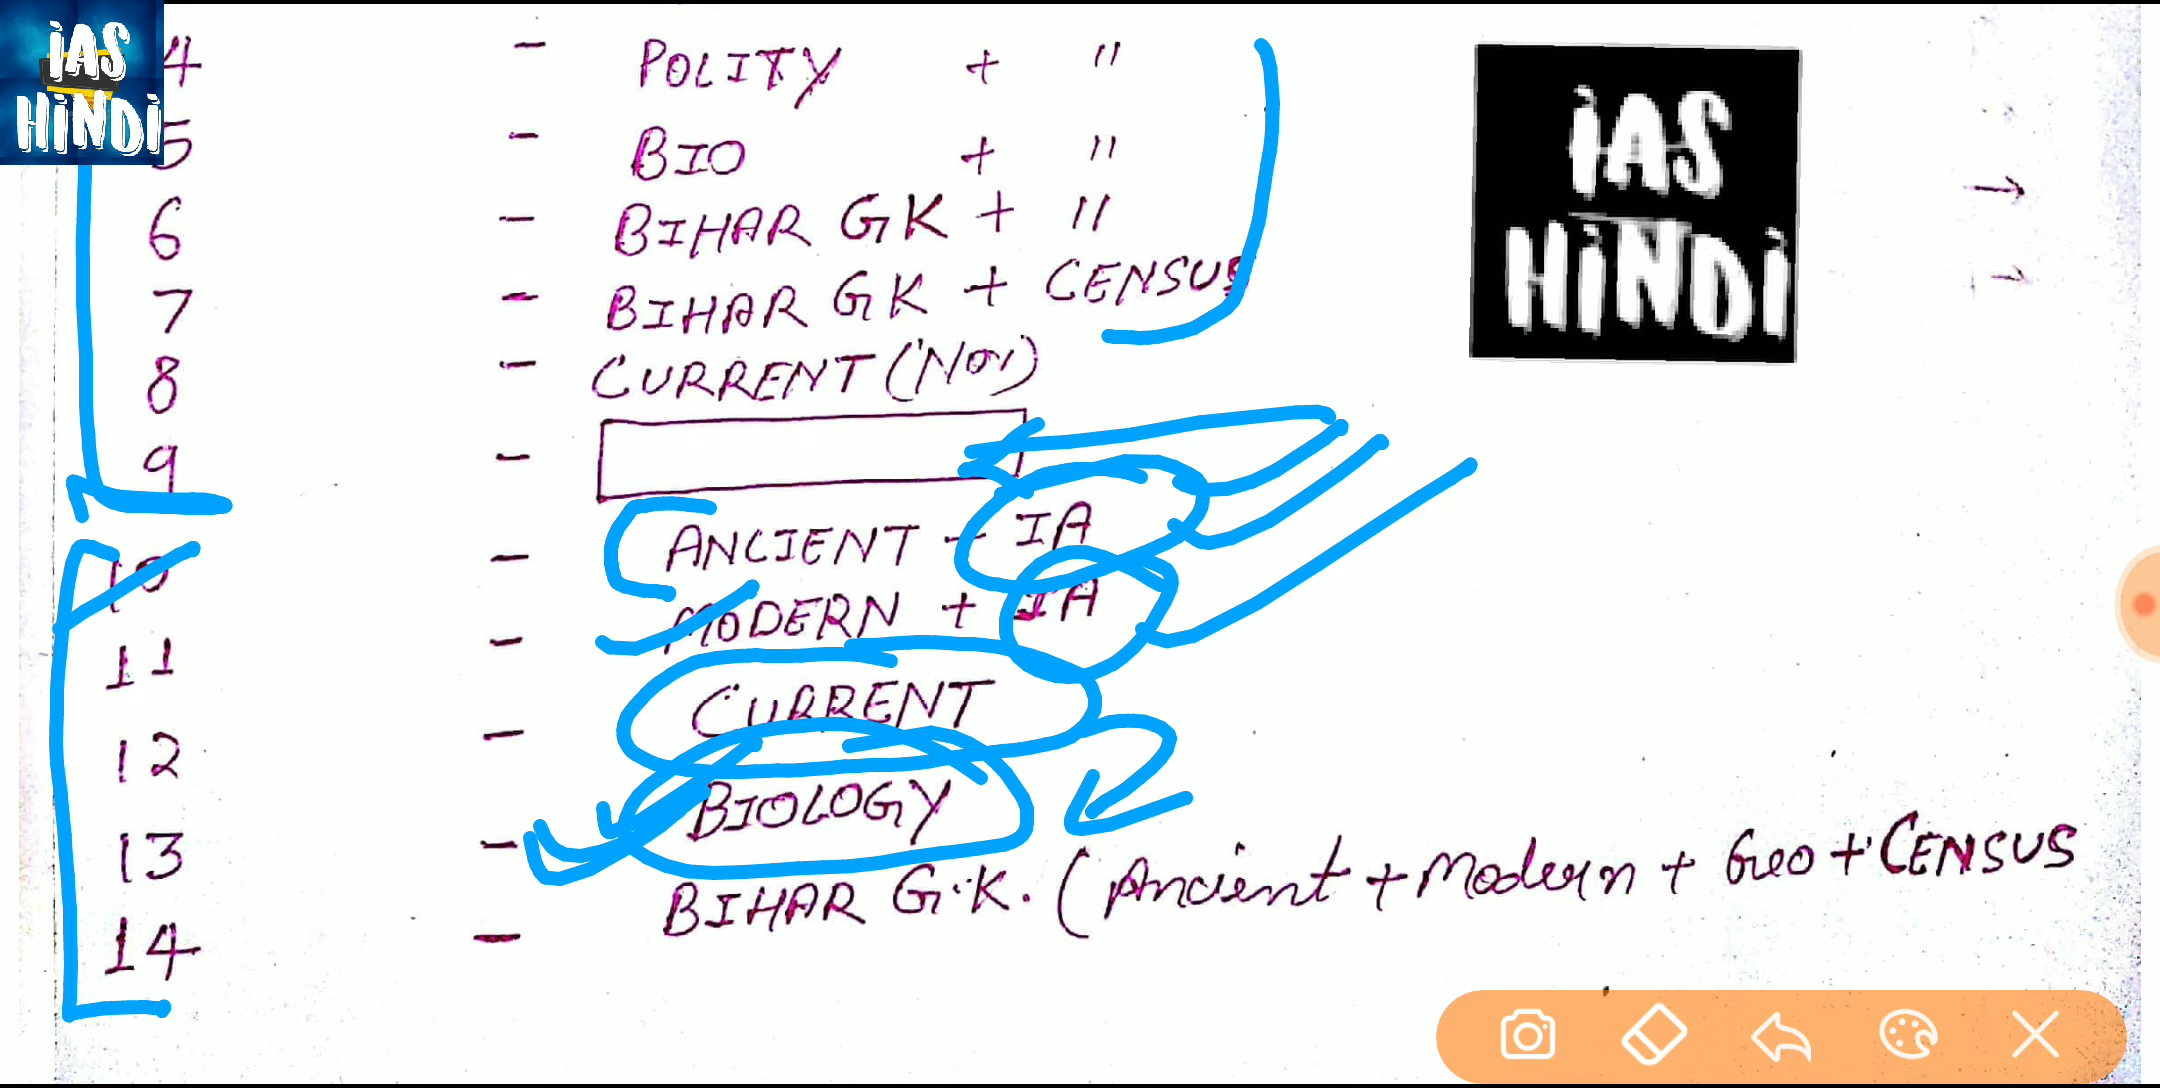 iAS
HiNDi
4 - POLITY + "
5 - BIO + "
6 - BIHAR GK + "
7 - BIHAR GK + CENSUS
8 - CURRENT (Nov)
9 -
10 - ANCIENT - IA
11 - MODERN + IA
12 - CURRENT
13 - BIOLOGY
14 - BIHAR G.K. (Ancient + Modern + Geo + CENSUS
iAS
HiNDi